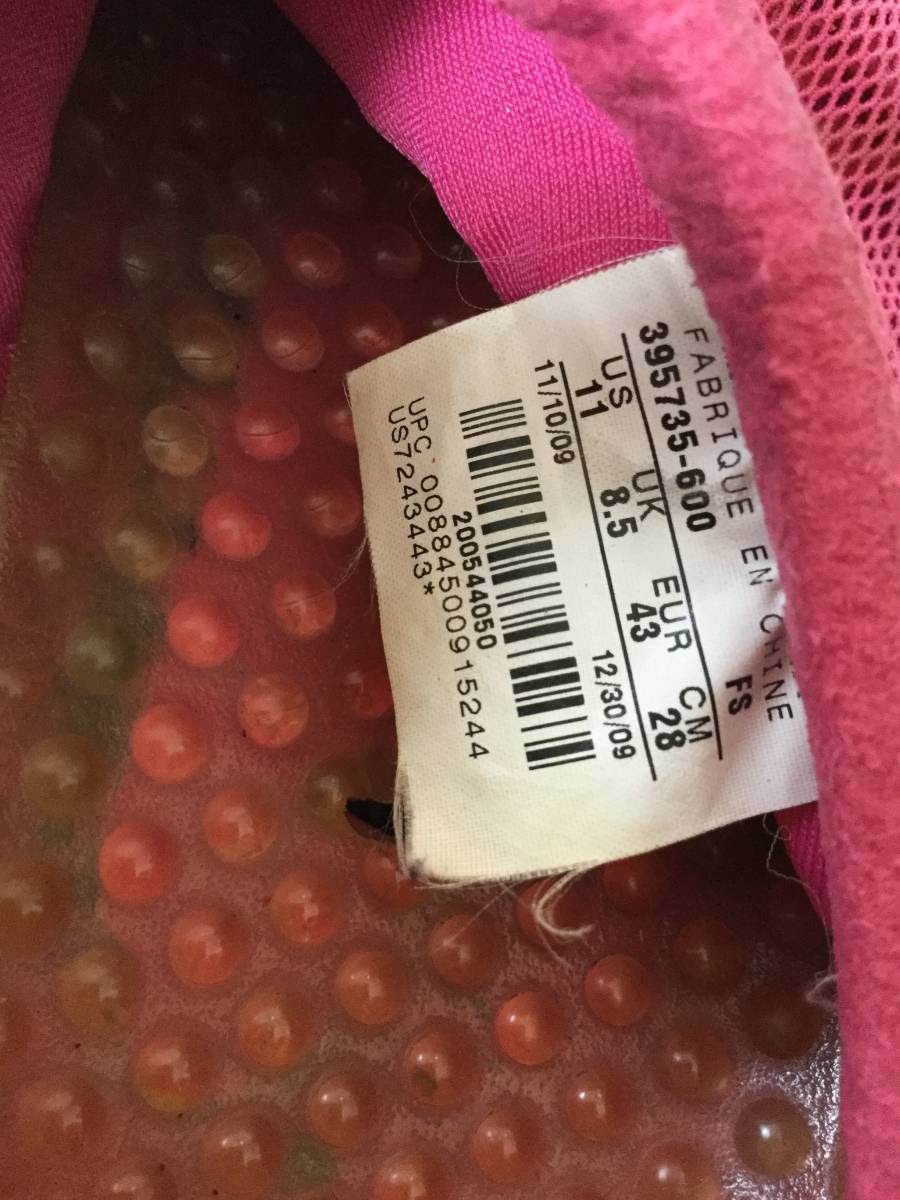 FABRIQUE EN CHINE
FS
395735-600
US UK EUR CM
11 8.5 43 28
11/10/09 12/30/09
200544050
UPC 00884500915244
US7243443*